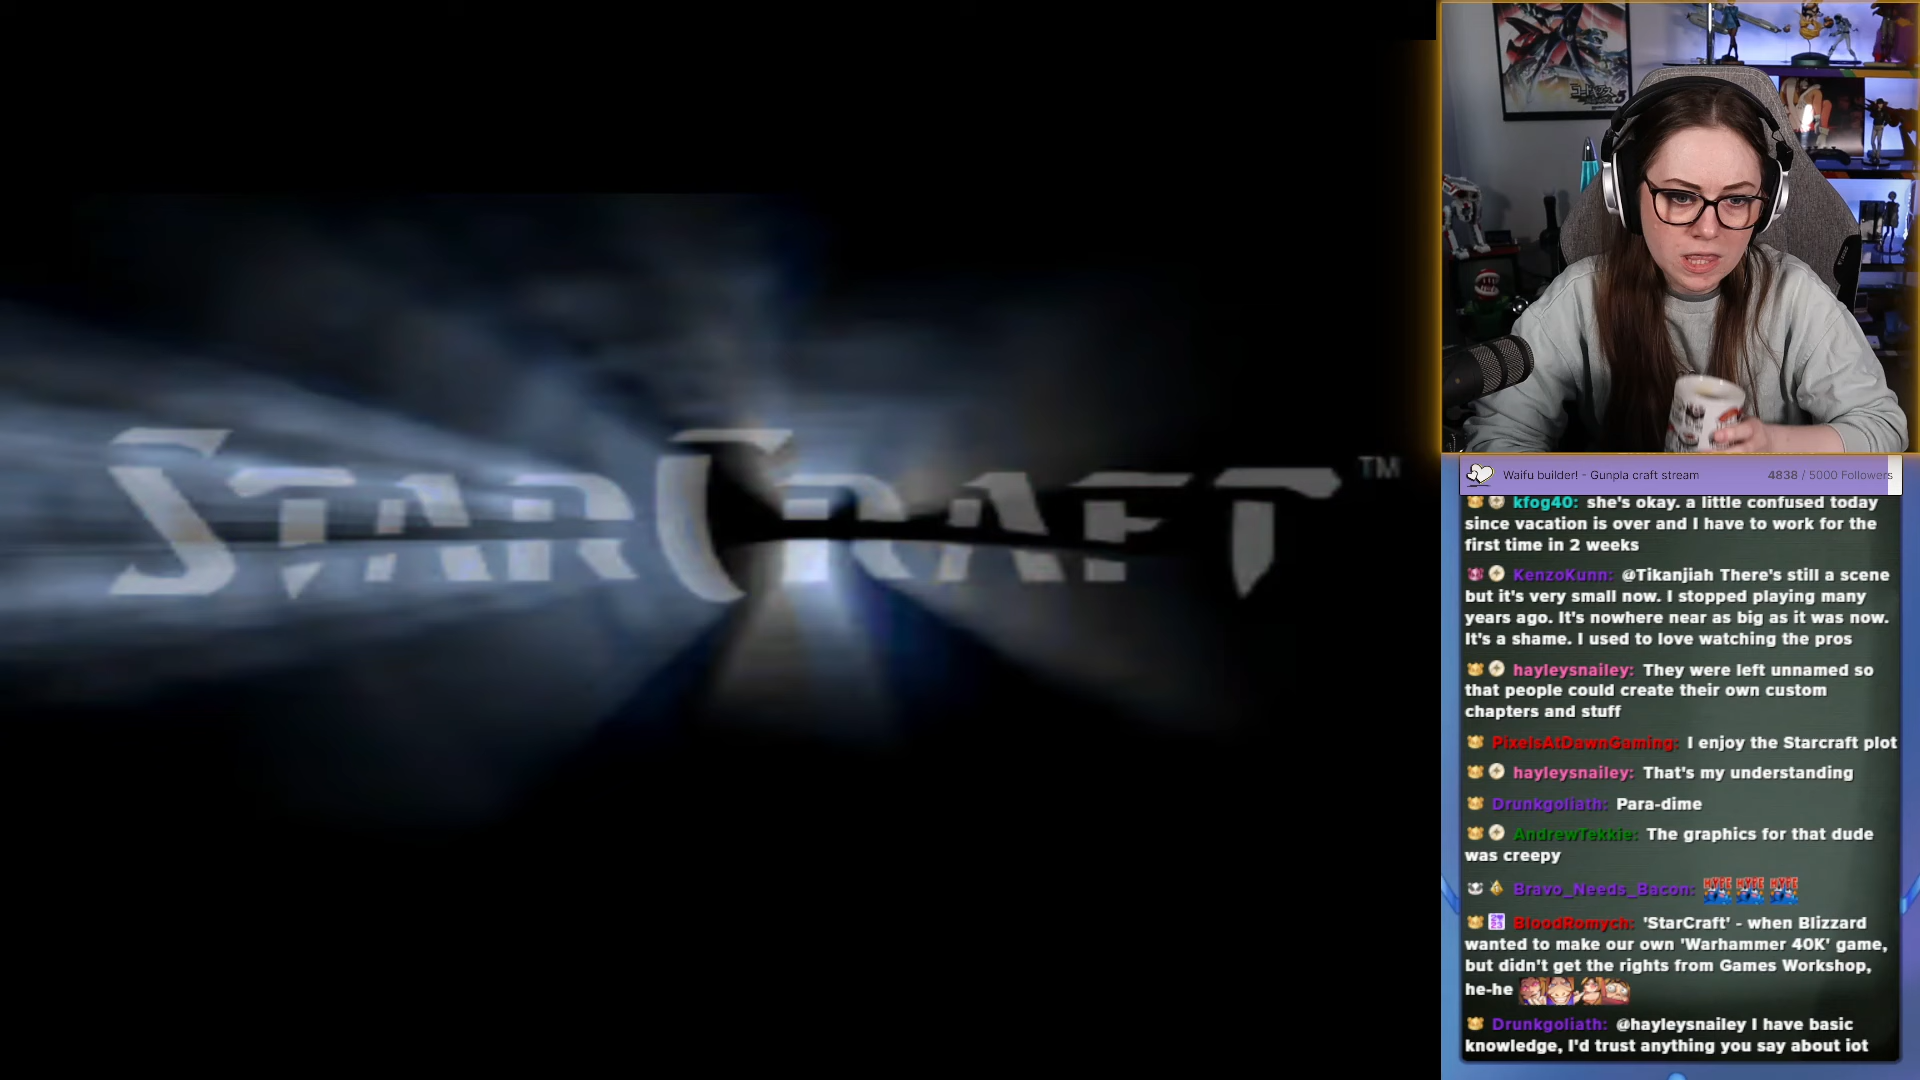 STARCRAFT™
Waifu builder! - Gunpla craft stream 4838 / 5000 Followers
kfog40: she's okay. a little confused today
since vacation is over and I have to work for the
first time in 2 weeks
KenzoKunn: @Tikanjiah There's still a scene
but it's very small now. I stopped playing many
years ago. It's nowhere near as big as it was now.
It's a shame. I used to love watching the pros
hayleysnailey: They were left unnamed so
that people could create their own custom
chapters and stuff
PixelsAtDawnGaming: I enjoy the Starcraft plot
hayleysnailey: That's my understanding
Drunkgoliath: Para-dime
AndrewTekkie: The graphics for that dude
was creepy
Bravo_Needs_Bacon: HYPE HYPE HYPE
BloodRomych: 'StarCraft' - when Blizzard
wanted to make our own 'Warhammer 40K' game,
but didn't get the rights from Games Workshop,
he-he
Drunkgoliath: @hayleysnailey I have basic
knowledge, I'd trust anything you say about iot